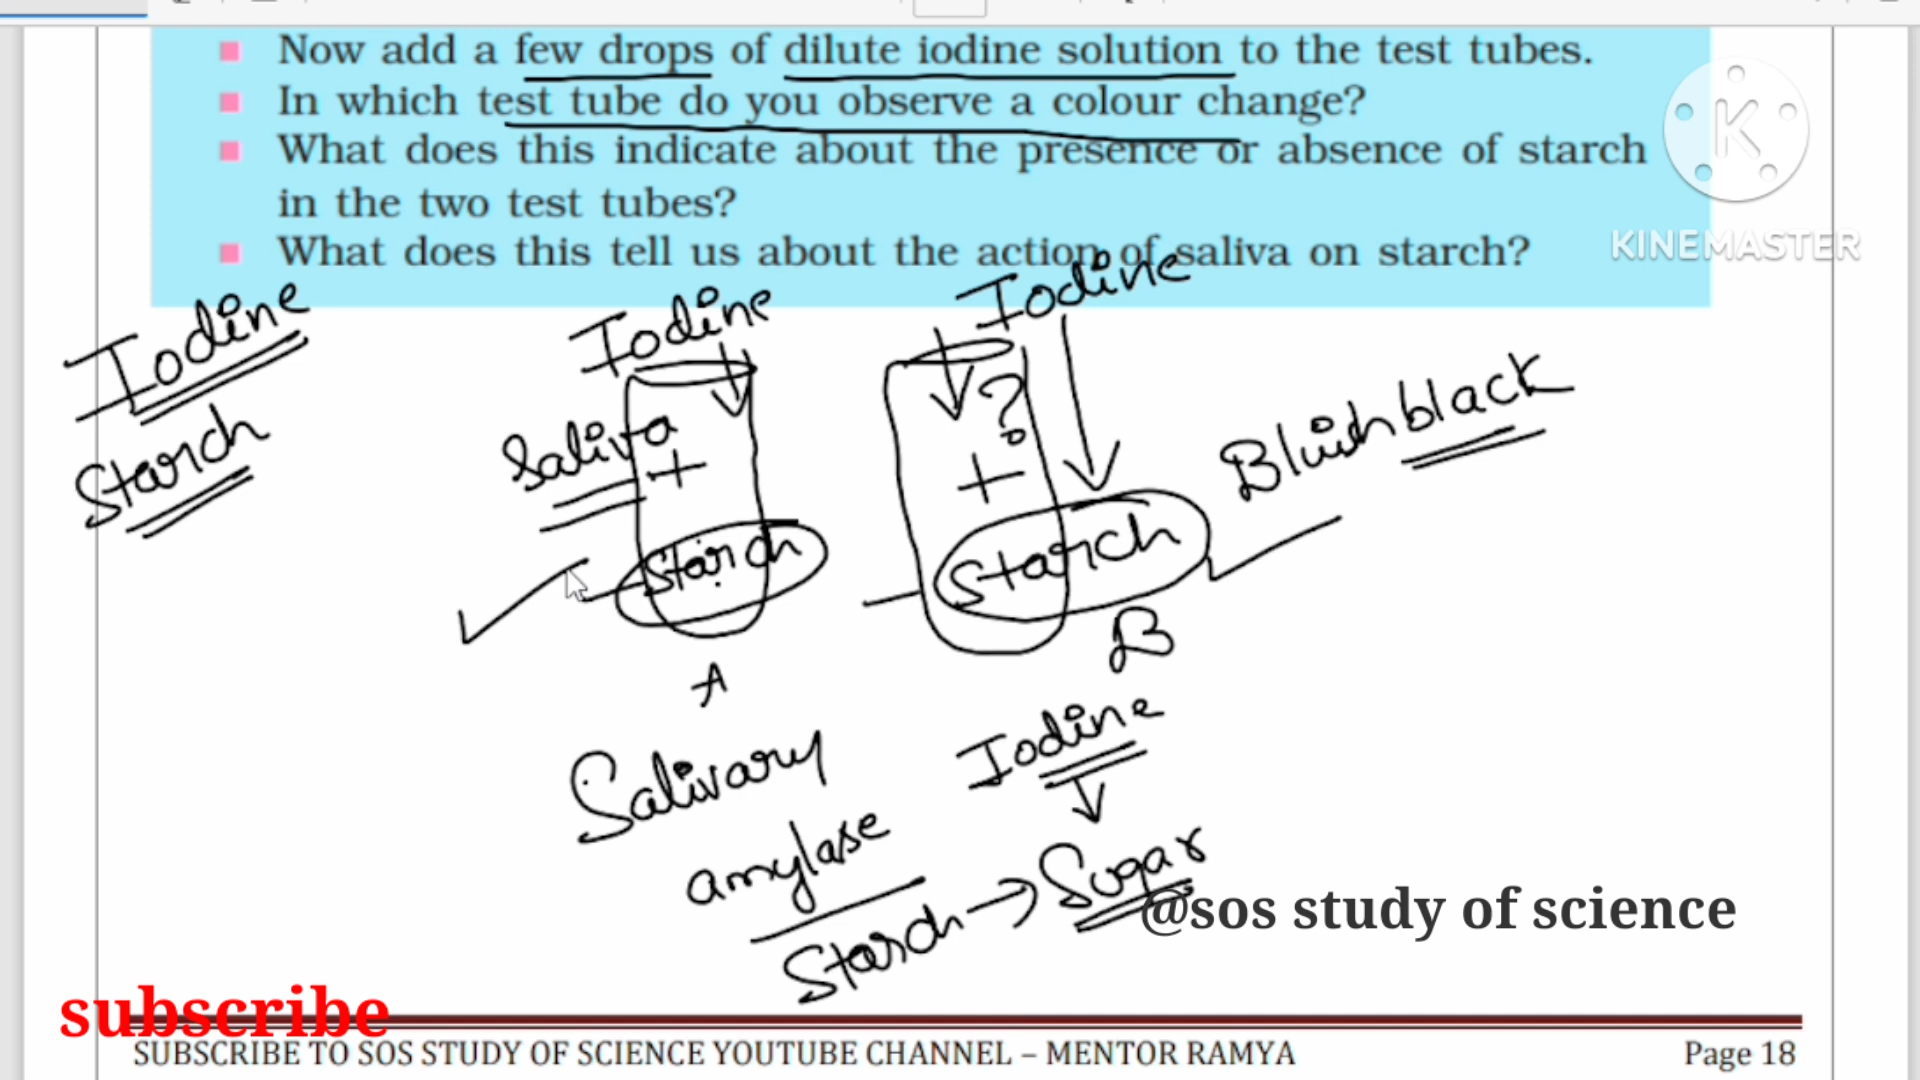 Now add a few drops of dilute iodine solution to the test tubes.
In which test tube do you observe a colour change?
What does this indicate about the presence or absence of starch
in the two test tubes?
What does this tell us about the action of saliva on starch?
K
KINEMASTER
Iodine
Starch
Iodine
Saliva
+
Starch
A
Iodine
?
+
Starch
B
Bluish black
Salivary
amylase
Starch → Sugar
Iodine
@sos study of science
subscribe
SUBSCRIBE TO SOS STUDY OF SCIENCE YOUTUBE CHANNEL – MENTOR RAMYA
Page 18